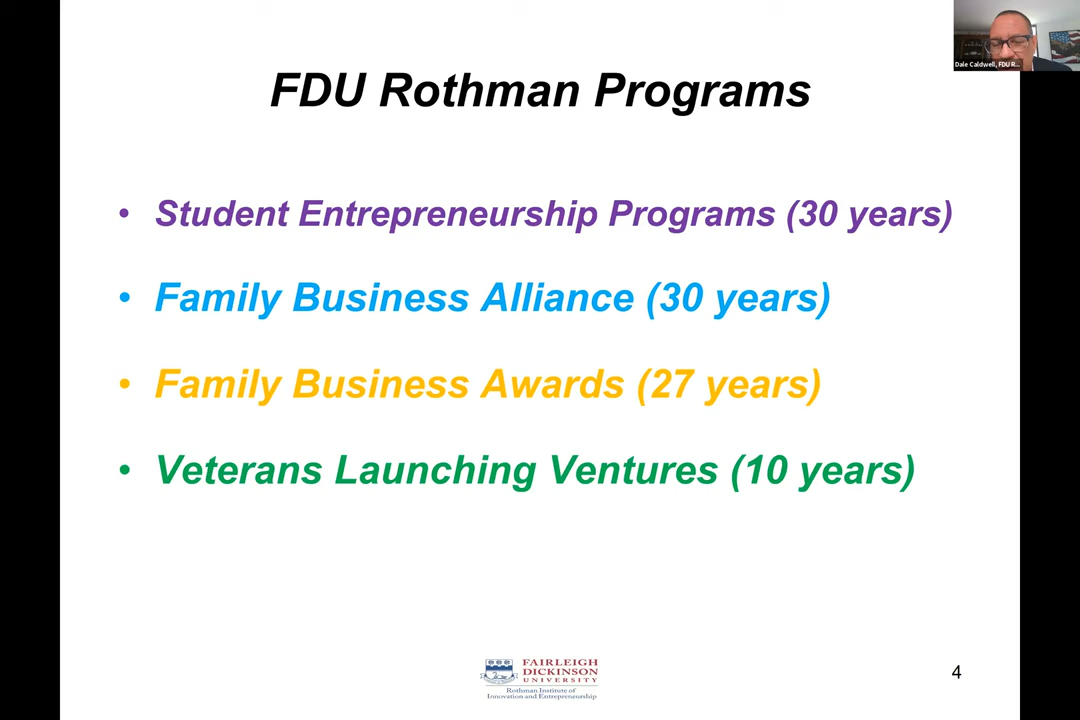 Dale Caldwell, FDU R...
FDU Rothman Programs
• Student Entrepreneurship Programs (30 years)
• Family Business Alliance (30 years)
• Family Business Awards (27 years)
• Veterans Launching Ventures (10 years)
FAIRLEIGH
DICKINSON
UNIVERSITY
Rothman Institute of
Innovation and Entrepreneurship
4